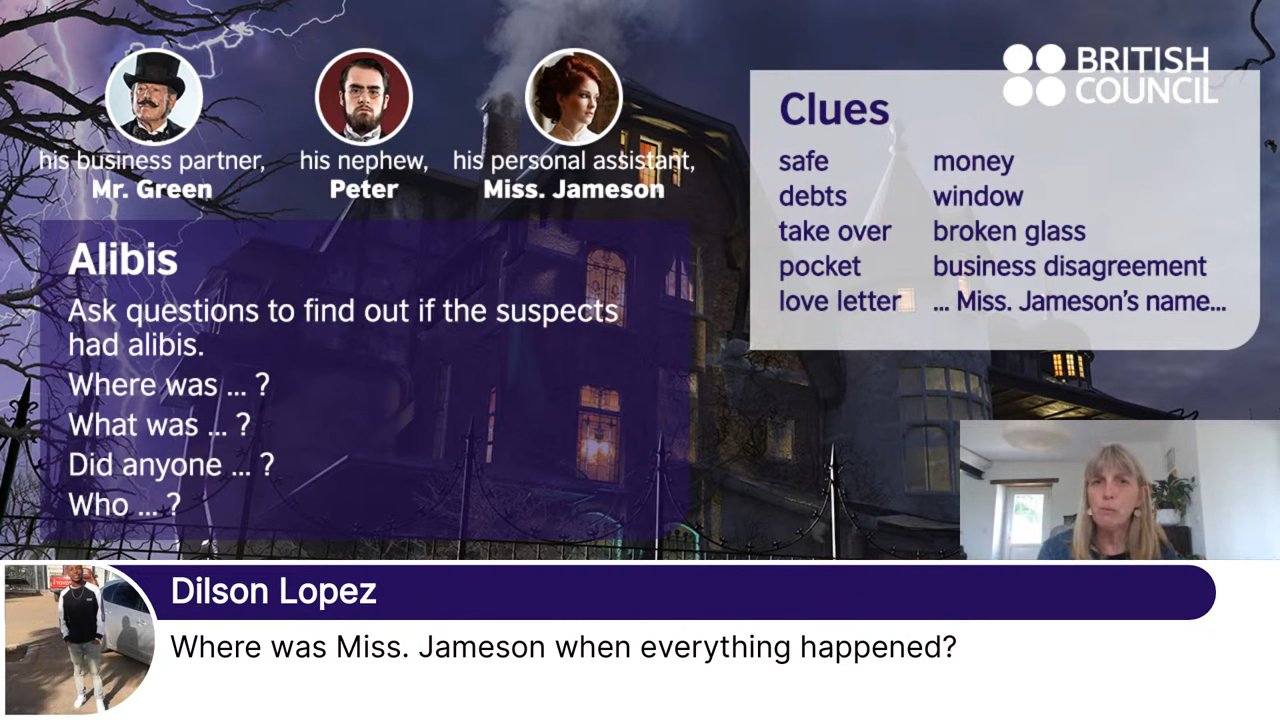 BRITISH
COUNCIL
his business partner,
Mr. Green
his nephew,
Peter
his personal assistant,
Miss. Jameson
Alibis
Ask questions to find out if the suspects
had alibis.
Where was ... ?
What was ... ?
Did anyone ... ?
Who ... ?
Clues
safe
debts
take over
pocket
love letter
money
window
broken glass
business disagreement
... Miss. Jameson's name...
Dilson Lopez
Where was Miss. Jameson when everything happened?